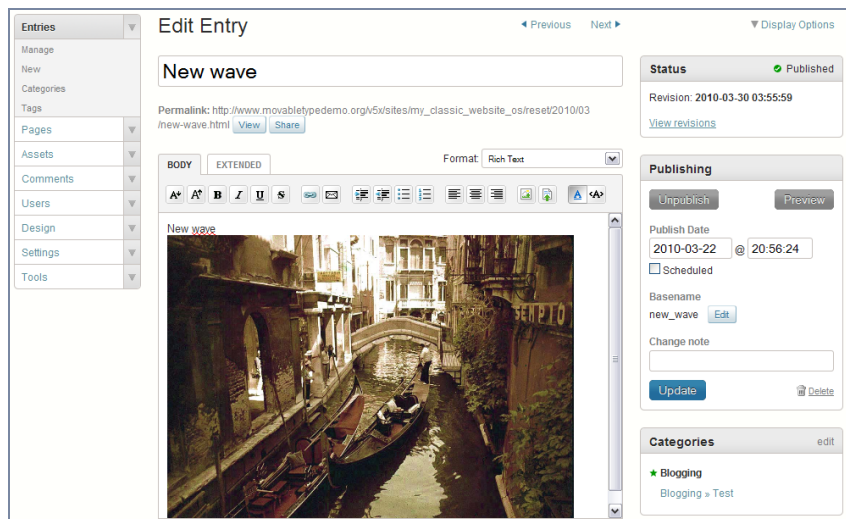 Entries
Manage
New
Categories
Tags
Pages
Assets
Comments
Users
Design
Settings
Tools
Edit Entry
Previous Next
Display Options
New wave
Permalink: http://www.movabletypedemo.org/v5x/sites/my_classic_website_os/reset/2010/03
/new-wave.html View Share
BODY EXTENDED Format: Rich Text
B I U S
A <A>
New wave
SEMPIO
Status Published
Revision: 2010-03-30 03:55:59
View revisions
Publishing
Unpublish Preview
Publish Date
2010-03-22 @ 20:56:24
Scheduled
Basename
new_wave Edit
Change note
Update Delete
Categories edit
Blogging
Blogging » Test